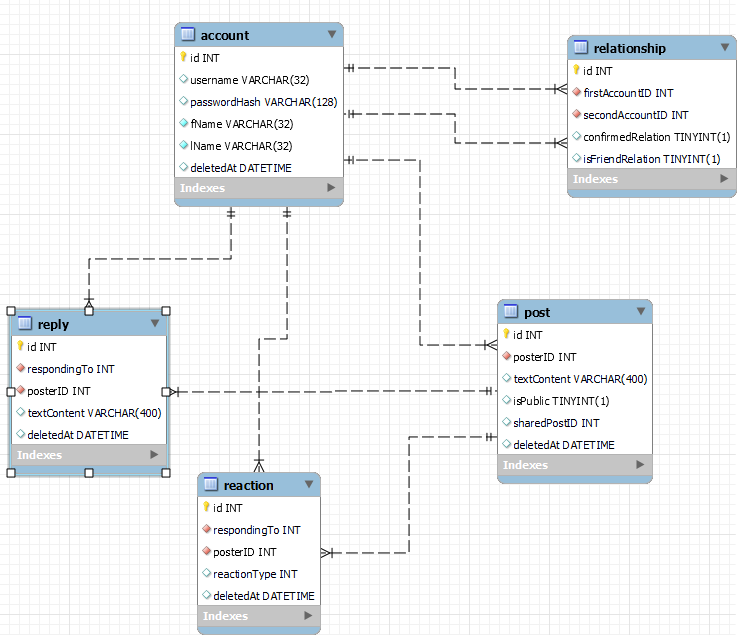 account
id INT
username VARCHAR(32)
passwordHash VARCHAR(128)
fName VARCHAR(32)
lName VARCHAR(32)
deletedAt DATETIME
Indexes
relationship
id INT
firstAccountID INT
secondAccountID INT
confirmedRelation TINYINT(1)
isFriendRelation TINYINT(1)
Indexes
reply
id INT
respondingTo INT
posterID INT
textContent VARCHAR(400)
deletedAt DATETIME
Indexes
post
id INT
posterID INT
textContent VARCHAR(400)
isPublic TINYINT(1)
sharedPostID INT
deletedAt DATETIME
Indexes
reaction
id INT
respondingTo INT
posterID INT
reactionType INT
deletedAt DATETIME
Indexes